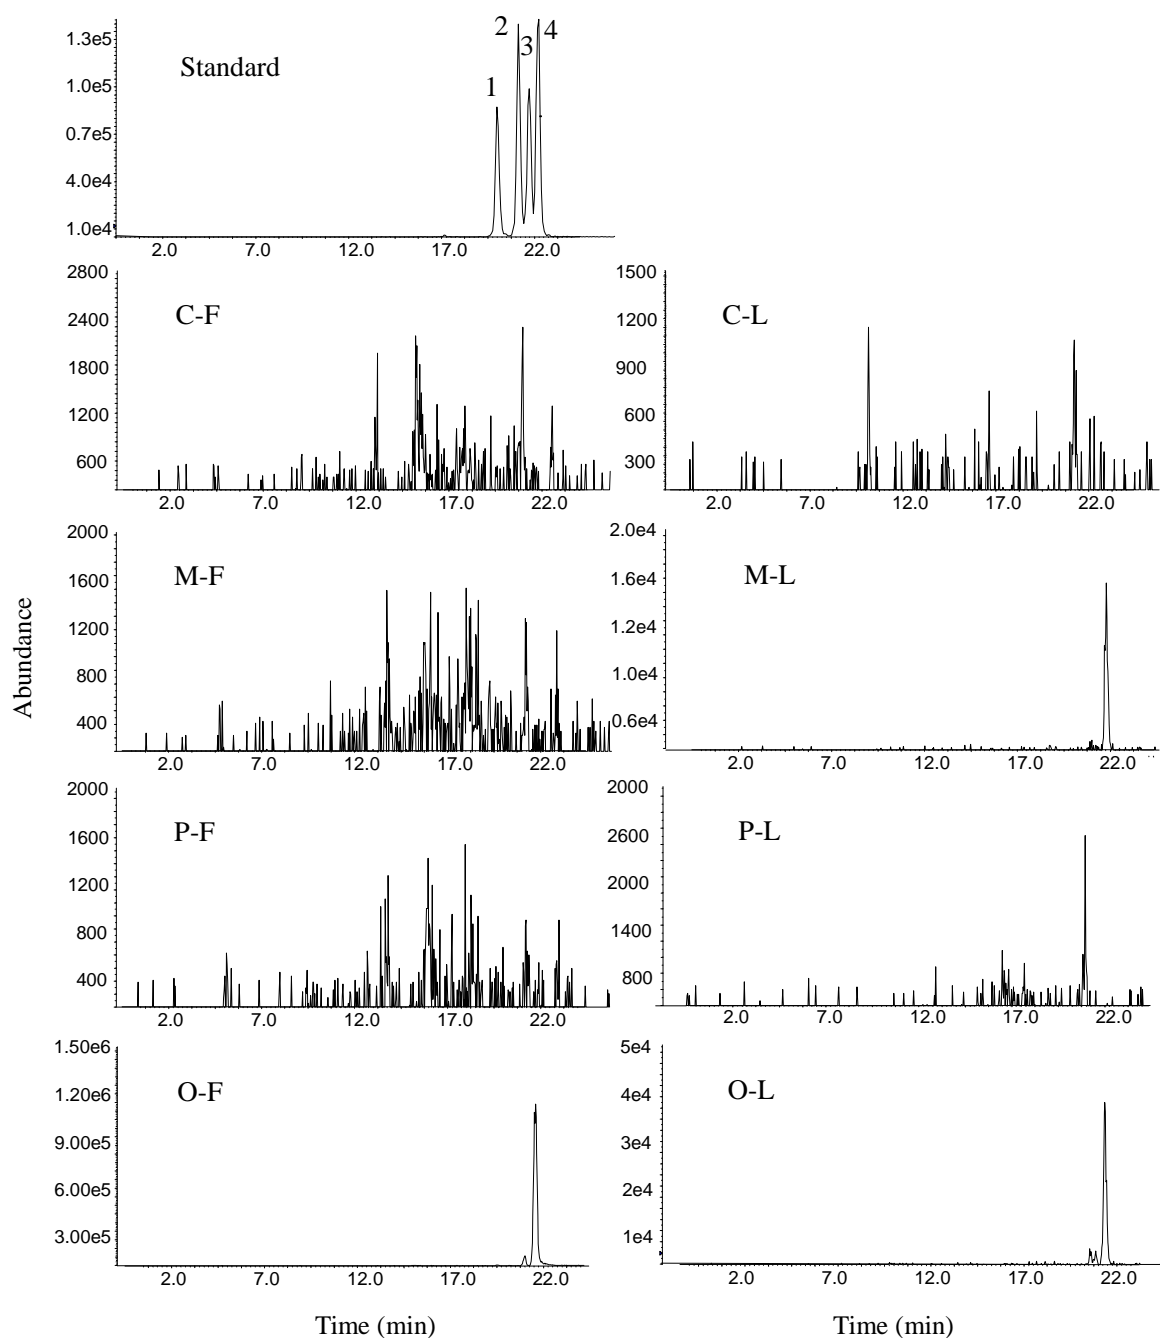 1.3e5
1.0e5
0.7e5
4.0e4
1.0e4
Standard
1
2
3
4
2.0 7.0 12.0 17.0 22.0
2800
2400
1800
1200
600
C-F
2.0 7.0 12.0 17.0 22.0
1500
1200
900
600
300
C-L
2.0 7.0 12.0 17.0 22.0
2000
1600
1200
800
400
M-F
2.0 7.0 12.0 17.0 22.0
2.0e4
1.6e4
1.2e4
1.0e4
0.6e4
M-L
2.0 7.0 12.0 17.0 22.0
Abundance
2000
1600
1200
800
400
P-F
2.0 7.0 12.0 17.0 22.0
2000
2600
2000
1400
800
P-L
2.0 7.0 12.0 17.0 22.0
1.50e6
1.20e6
9.00e5
6.00e5
3.00e5
O-F
2.0 7.0 12.0 17.0 22.0
5e4
4e4
3e4
2e4
1e4
O-L
2.0 7.0 12.0 17.0 22.0
Time (min)
Time (min)